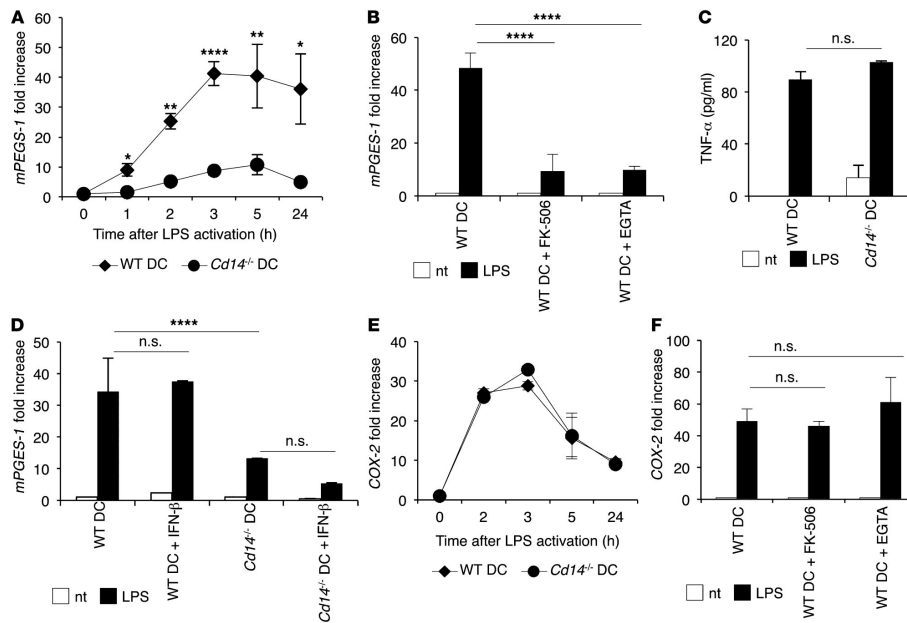 A
mPEGS-1 fold increase
60
50
40
30
20
10
0
*
**
****
**
*
0 1 2 3 5 24
Time after LPS activation (h)
WT DC Cd14-/- DC
B
mPGES-1 fold increase
60
50
40
30
20
10
0
****
****
WT DC
WT DC + FK-506
WT DC + EGTA
nt LPS
C
TNF-α (pg/ml)
120
80
40
0
n.s.
WT DC
Cd14-/- DC
nt LPS
D
mPGES-1 fold increase
50
40
30
20
10
0
****
n.s.
n.s.
WT DC
WT DC + IFN-β
Cd14-/- DC
Cd14-/- DC + IFN-β
nt LPS
E
COX-2 fold increase
40
30
20
10
0
0 2 3 5 24
Time after LPS activation (h)
WT DC Cd14-/- DC
F
COX-2 fold increase
100
80
60
40
20
0
n.s.
n.s.
WT DC
WT DC + FK-506
WT DC + EGTA
nt LPS